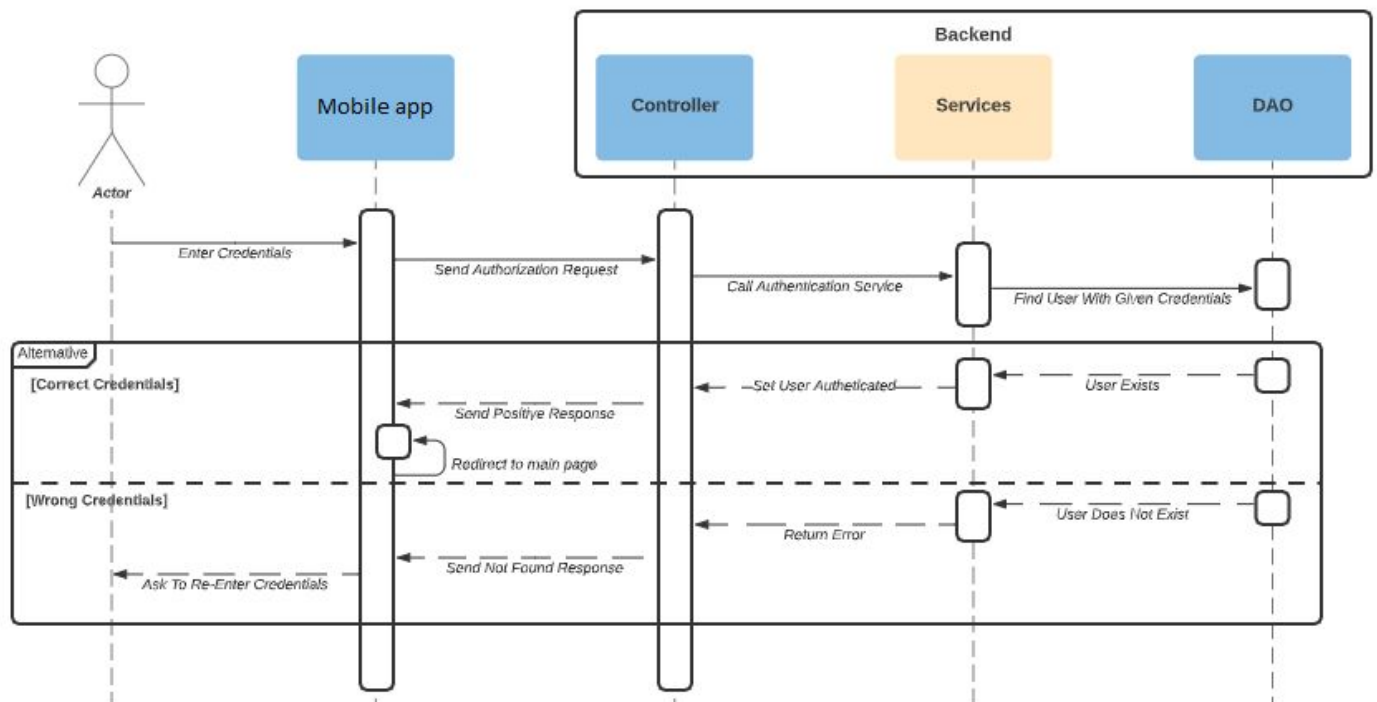 Backend
Mobile app
Controller
Services
DAO
Actor
Enter Credentials
Send Authorization Request
Call Authentication Service
Find User With Given Credentials
Alternative
[Correct Credentials]
User Exists
Set User Autheticated
Send Positive Response
Redirect to main page
[Wrong Credentials]
User Does Not Exist
Return Error
Send Not Found Response
Ask To Re-Enter Credentials